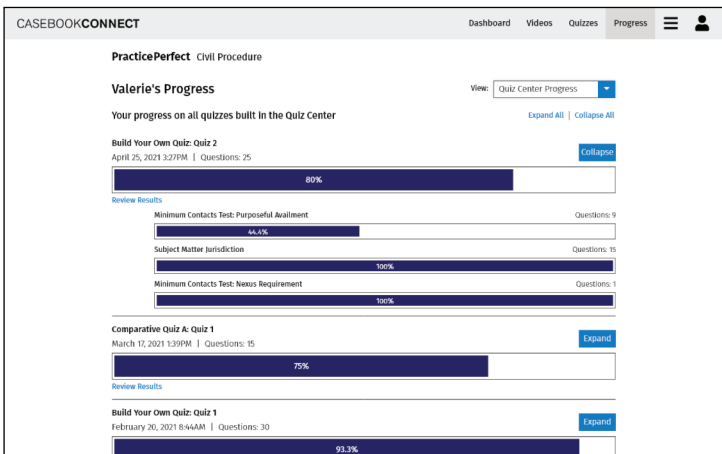 CASEBOOKCONNECT
Dashboard Videos Quizzes Progress
PracticePerfect Civil Procedure
Valerie's Progress
View: Quiz Center Progress
Your progress on all quizzes built in the Quiz Center
Expand All | Collapse All
Build Your Own Quiz: Quiz 2
April 25, 2021 3:27PM | Questions: 25
Collapse
80%
Review Results
Minimum Contacts Test: Purposeful Availment Questions: 9
44.4%
Subject Matter Jurisdiction Questions: 15
100%
Minimum Contacts Test: Nexus Requirement Questions: 1
100%
Comparative Quiz A: Quiz 1
March 17, 2021 1:39PM | Questions: 15
Expand
75%
Review Results
Build Your Own Quiz: Quiz 1
February 20, 2021 8:44AM | Questions: 30
Expand
93.3%